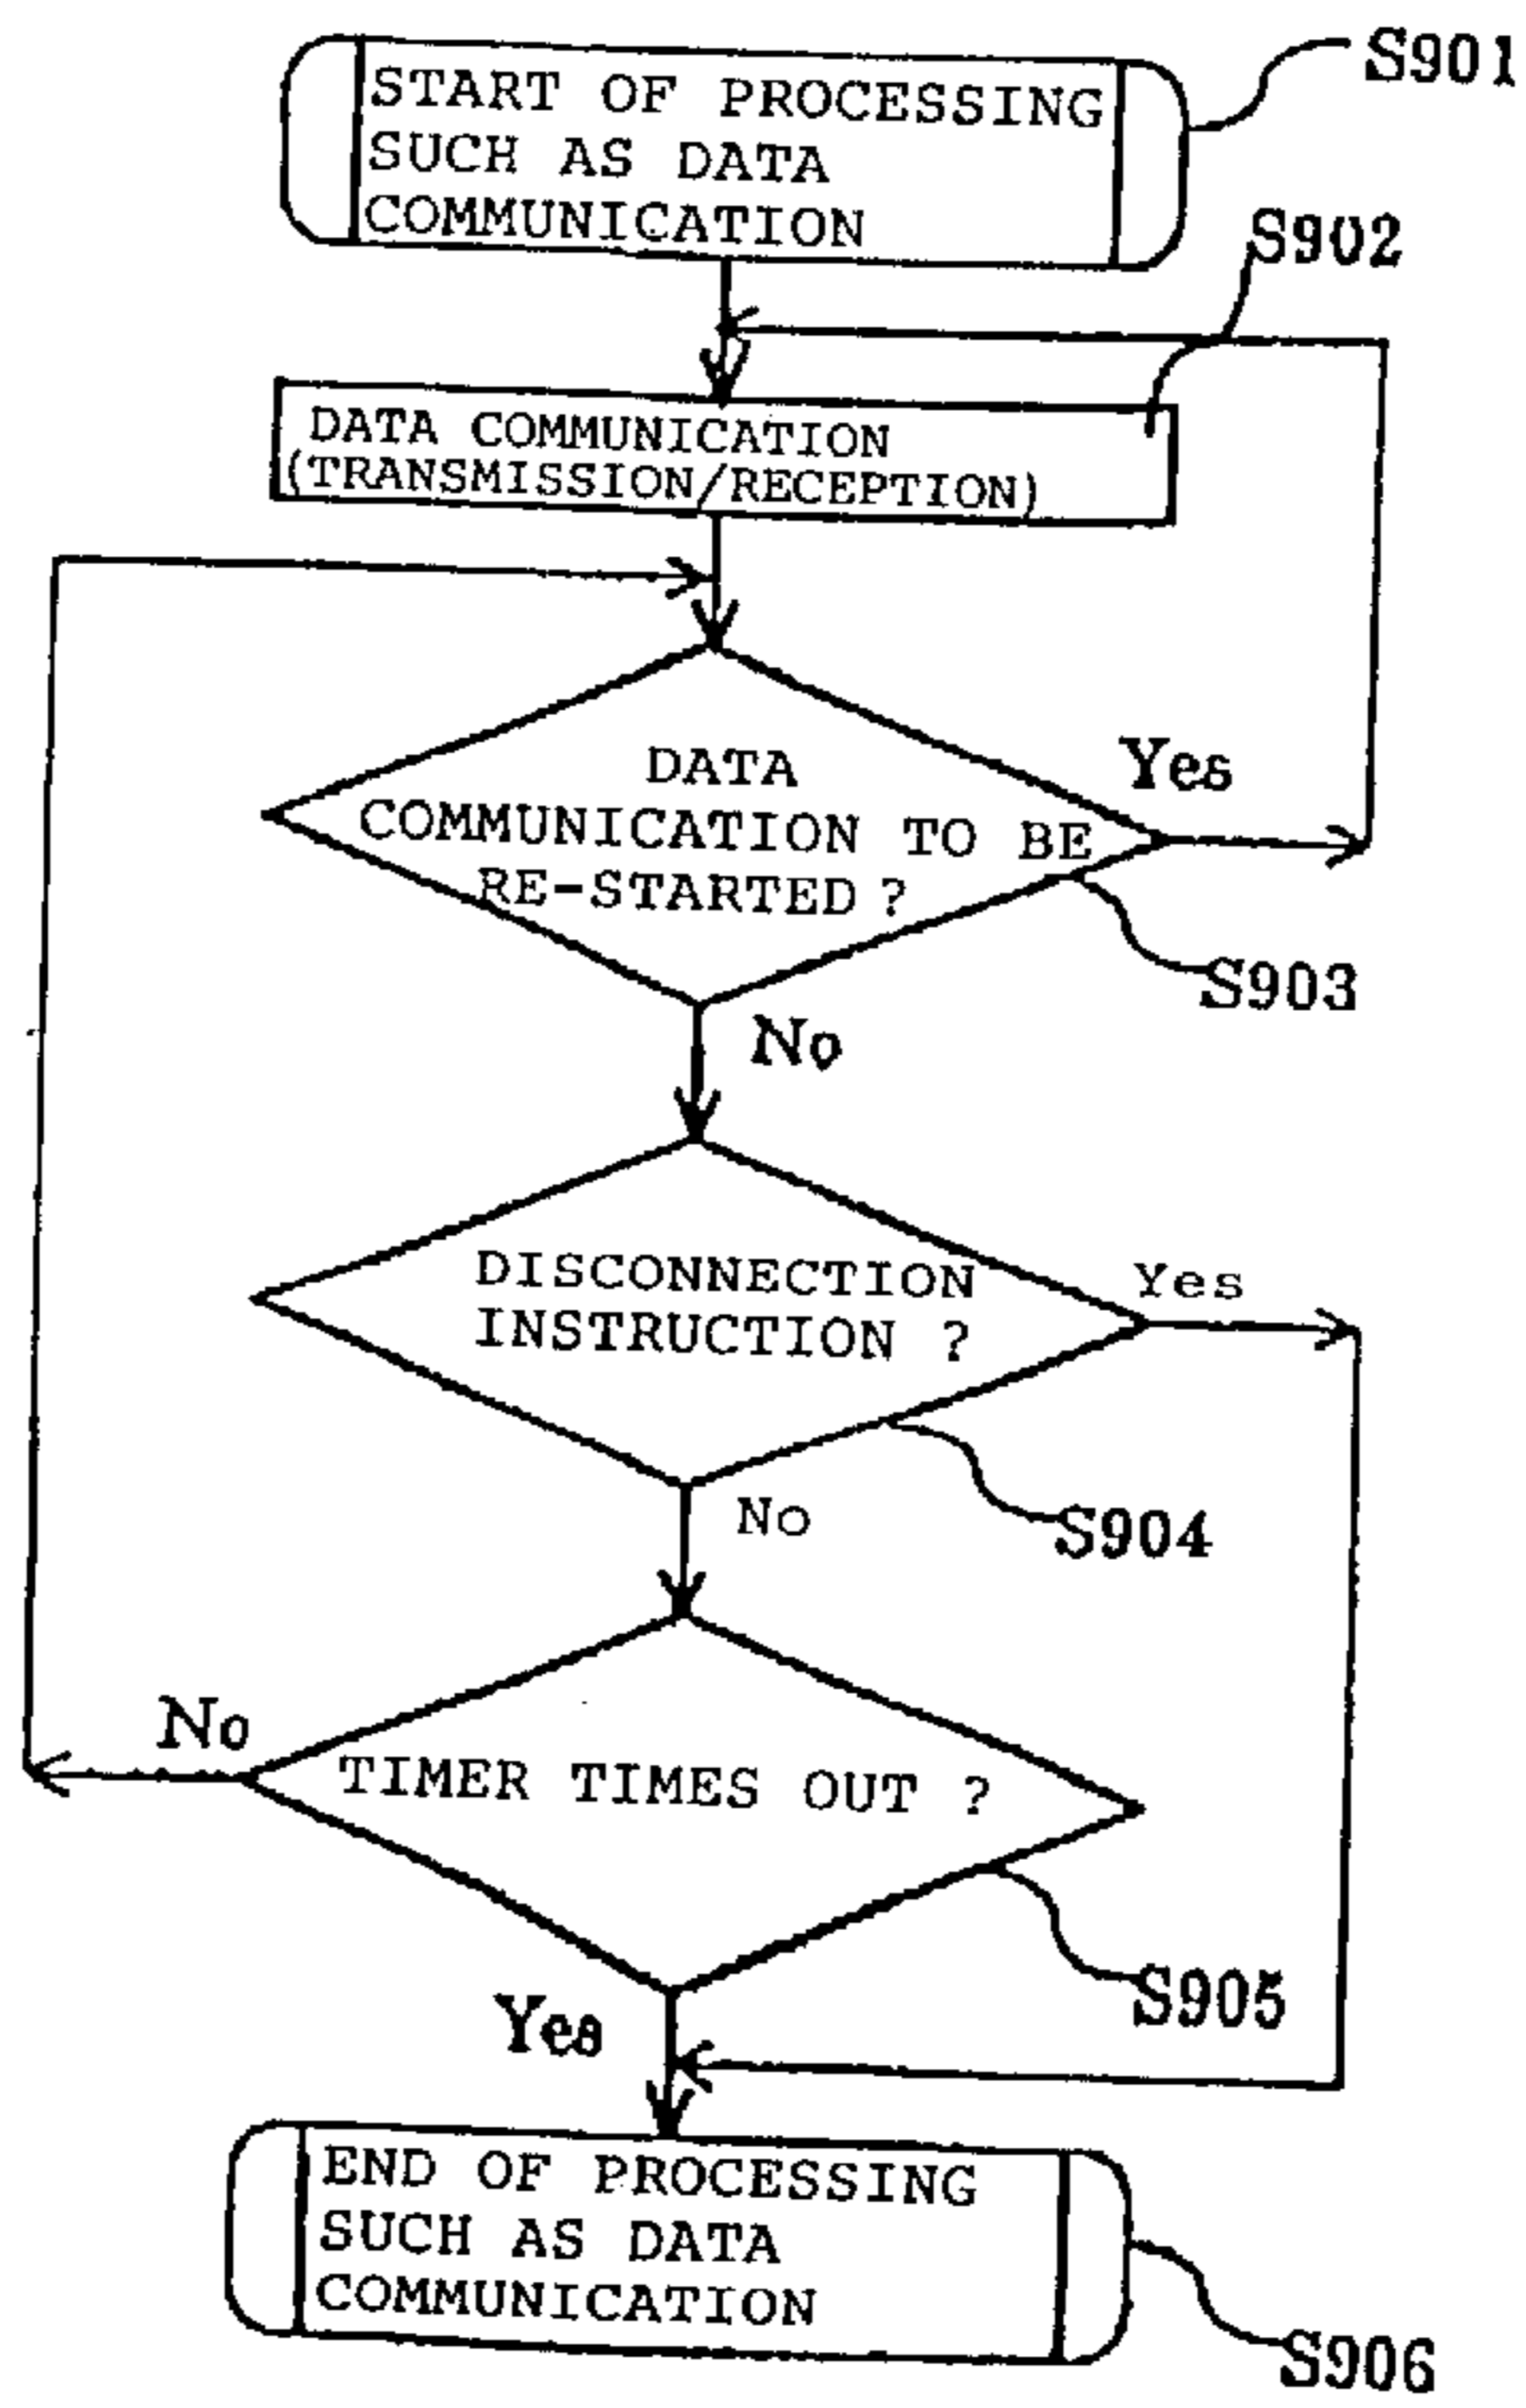 START OF PROCESSING
SUCH AS DATA
COMMUNICATION
S901
S902
DATA COMMUNICATION
(TRANSMISSION/RECEPTION)
DATA
COMMUNICATION TO BE
RE-STARTED ?
Yes
S903
No
DISCONNECTION
INSTRUCTION ?
Yes
No
S904
No
TIMER TIMES OUT ?
S905
Yes
END OF PROCESSING
SUCH AS DATA
COMMUNICATION
S906